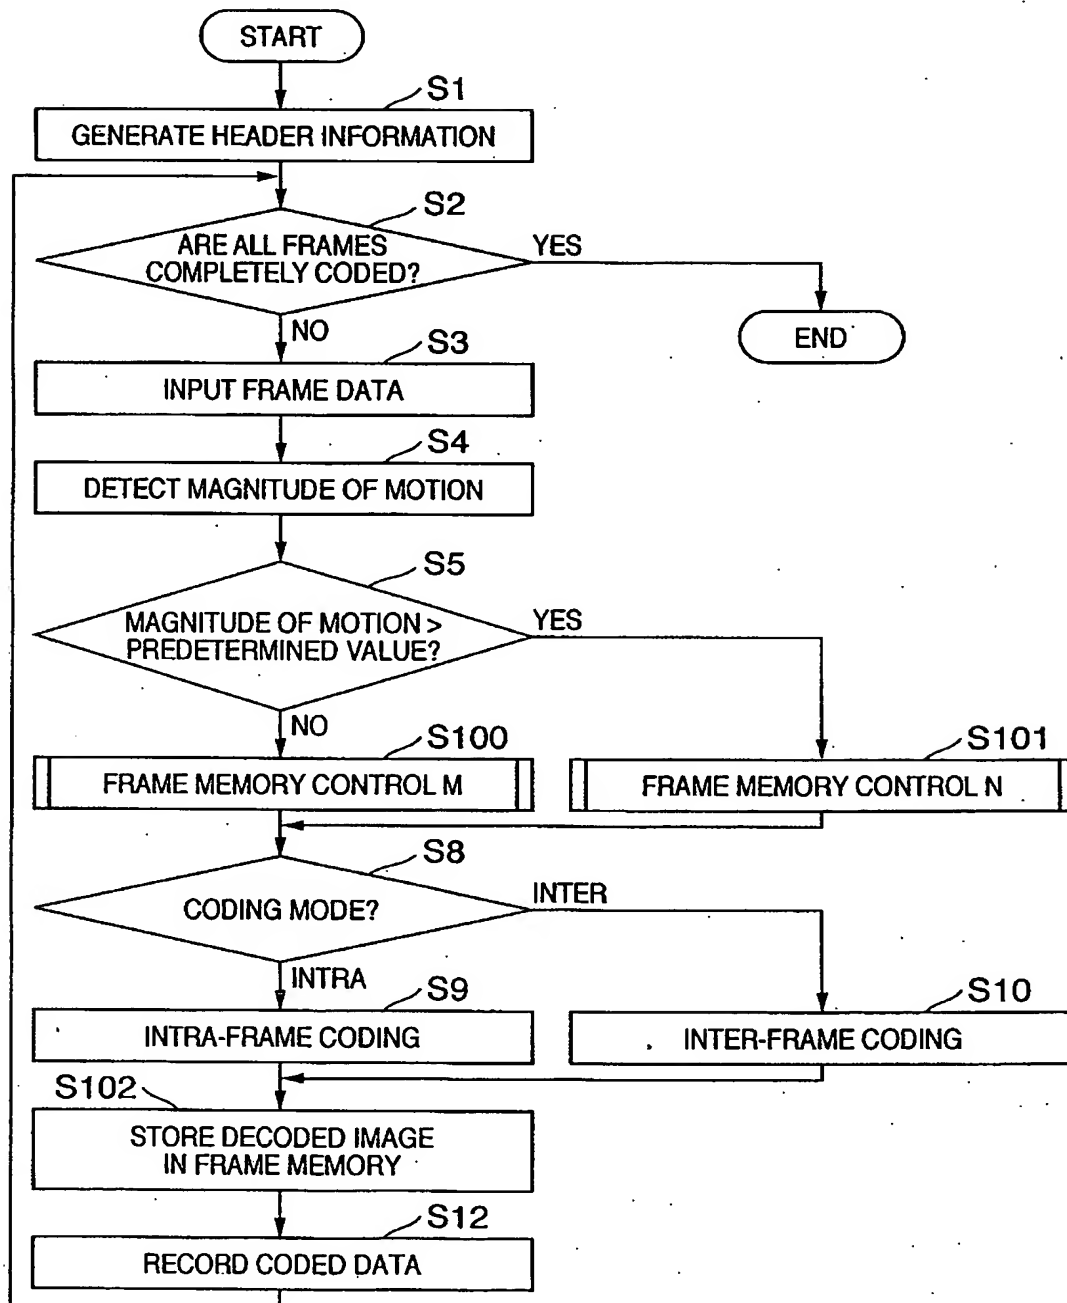 START
S1
GENERATE HEADER INFORMATION
S2
ARE ALL FRAMES
COMPLETELY CODED?
YES
NO
END
S3
INPUT FRAME DATA
S4
DETECT MAGNITUDE OF MOTION
S5
MAGNITUDE OF MOTION >
PREDETERMINED VALUE?
YES
NO
S100
FRAME MEMORY CONTROL M
S101
FRAME MEMORY CONTROL N
S8
CODING MODE?
INTER
INTRA
S9
INTRA-FRAME CODING
S10
INTER-FRAME CODING
S102
STORE DECODED IMAGE
IN FRAME MEMORY
S12
RECORD CODED DATA